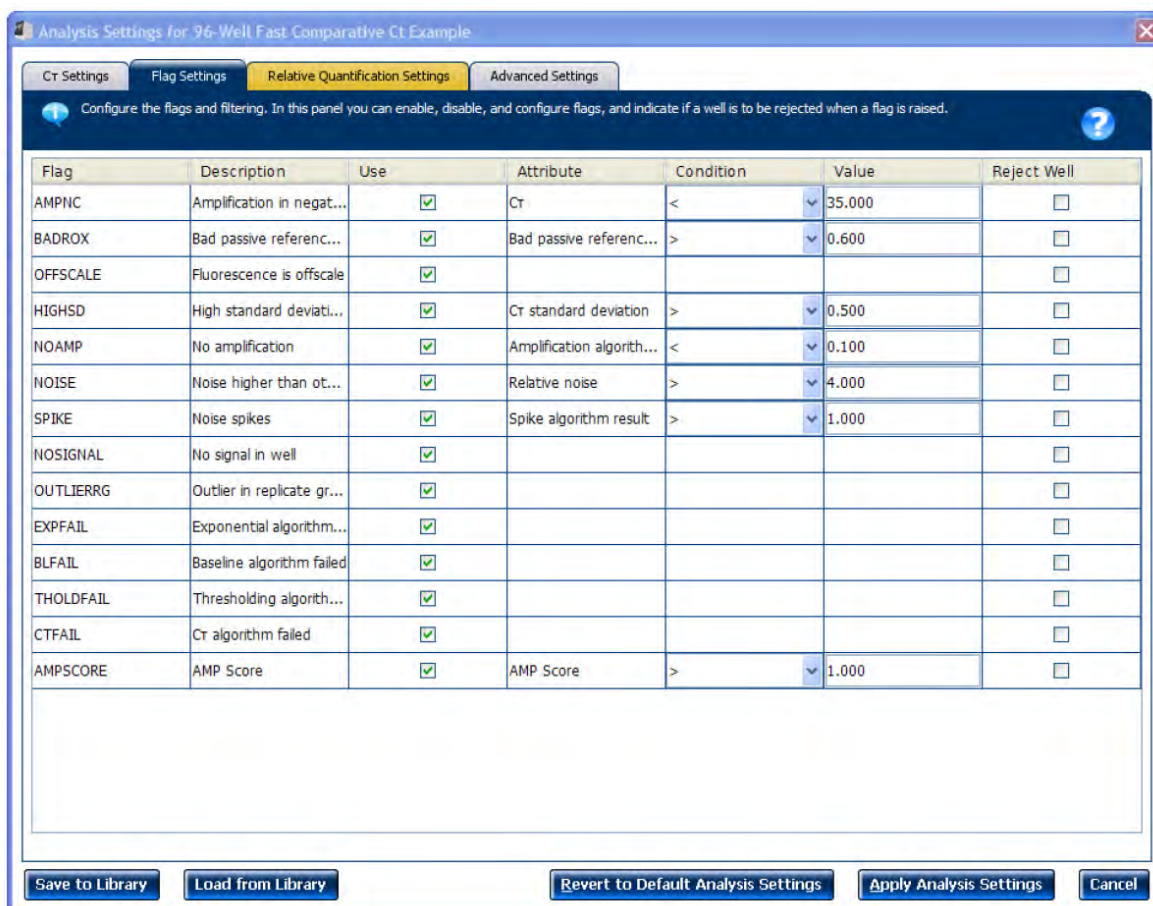 Analysis Settings for 96-Well Fast Comparative Ct Example
CT Settings Flag Settings Relative Quantification Settings Advanced Settings
Configure the flags and filtering. In this panel you can enable, disable, and configure flags, and indicate if a well is to be rejected when a flag is raised.
Flag Description Use Attribute Condition Value Reject Well
AMPNC Amplification in negat... CT < 35.000
BADROX Bad passive referenc... Bad passive referenc... > 0.600
OFFSCALE Fluorescence is offscale
HIGHSD High standard deviati... CT standard deviation > 0.500
NOAMP No amplification Amplification algorith... < 0.100
NOISE Noise higher than ot... Relative noise > 4.000
SPIKE Noise spikes Spike algorithm result > 1.000
NOSIGNAL No signal in well
OUTLIERRG Outlier in replicate gr...
EXPFAIL Exponential algorithm...
BLFAIL Baseline algorithm failed
THOLDFAIL Thresholding algorith...
CTFAIL CT algorithm failed
AMPSCORE AMP Score AMP Score > 1.000
Save to Library Load from Library Revert to Default Analysis Settings Apply Analysis Settings Cancel